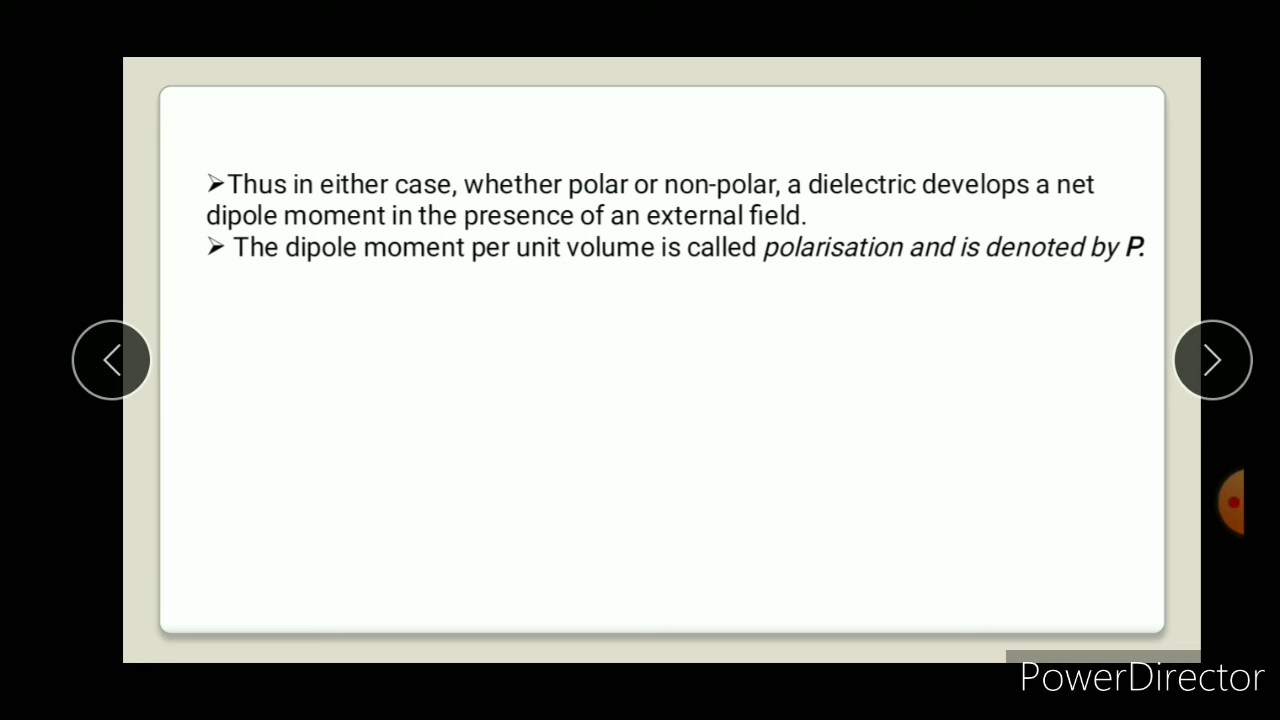 ➢Thus in either case, whether polar or non-polar, a dielectric develops a net
dipole moment in the presence of an external field.
➢ The dipole moment per unit volume is called polarisation and is denoted by P.
PowerDirector